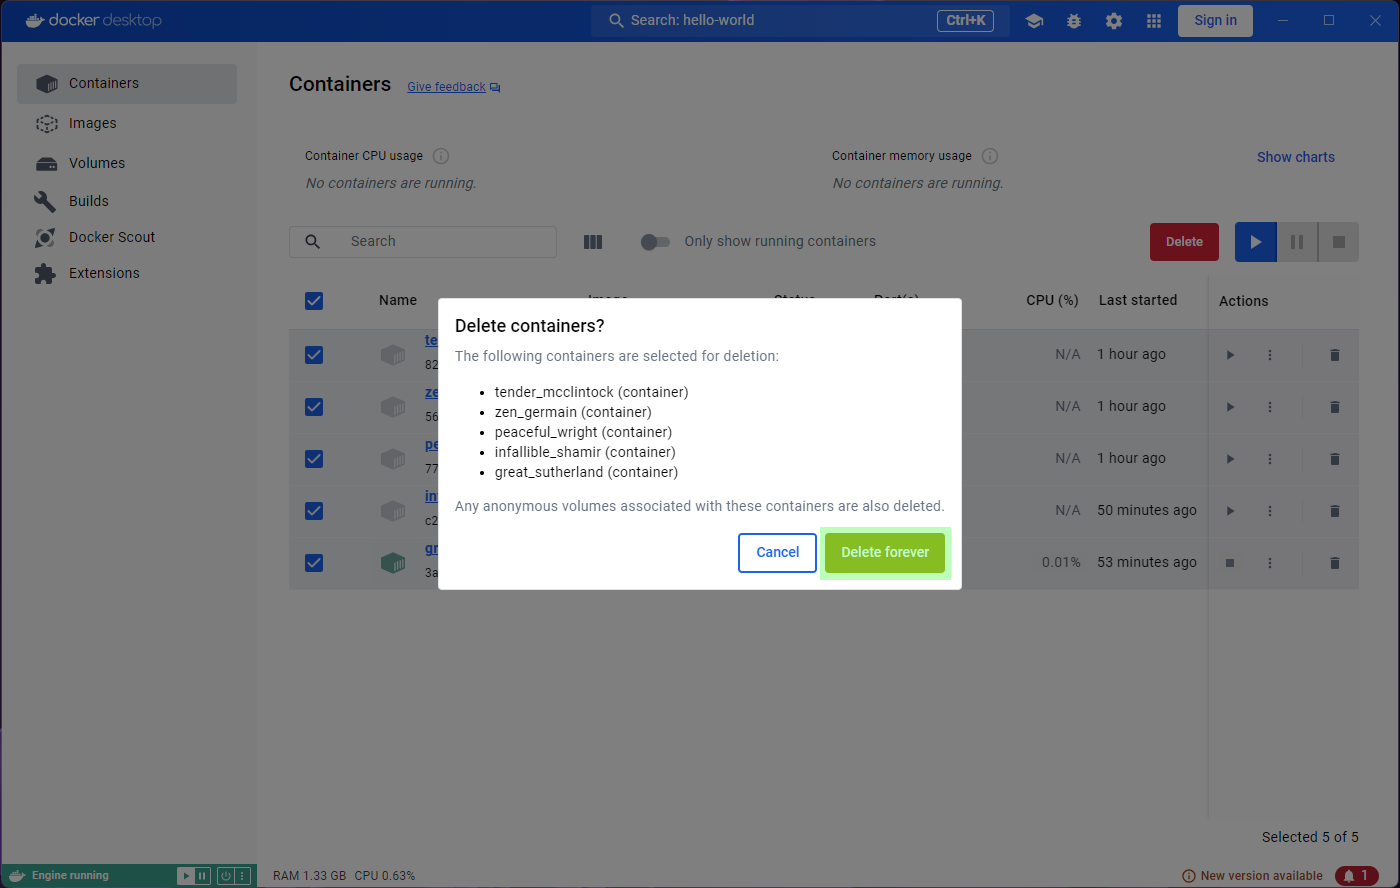 docker desktop
Search: hello-world
Ctrl+K
Sign in
Containers
Images
Volumes
Builds
Docker Scout
Extensions
Containers
Give feedback
Container CPU usage
No containers are running.
Container memory usage
No containers are running.
Show charts
Search
Only show running containers
Delete
Name
CPU (%)
Last started
Actions
te
82
N/A
1 hour ago
ze
56
N/A
1 hour ago
pe
77
N/A
1 hour ago
in
c2
N/A
50 minutes ago
gr
3a
0.01%
53 minutes ago
Delete containers?
The following containers are selected for deletion:
tender_mcclintock (container)
zen_germain (container)
peaceful_wright (container)
infallible_shamir (container)
great_sutherland (container)
Any anonymous volumes associated with these containers are also deleted.
Cancel
Delete forever
Selected 5 of 5
Engine running
RAM 1.33 GB CPU 0.63%
New version available
1